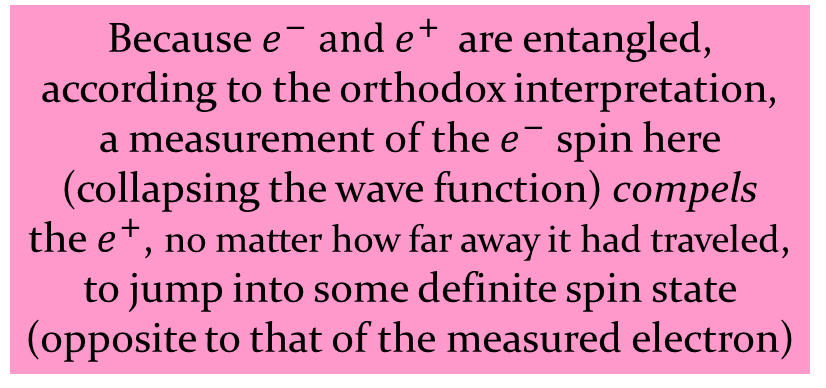 Because e⁻ and e⁺ are entangled,
according to the orthodox interpretation,
a measurement of the e⁻ spin here
(collapsing the wave function) compels
the e⁺, no matter how far away it had traveled,
to jump into some definite spin state
(opposite to that of the measured electron)